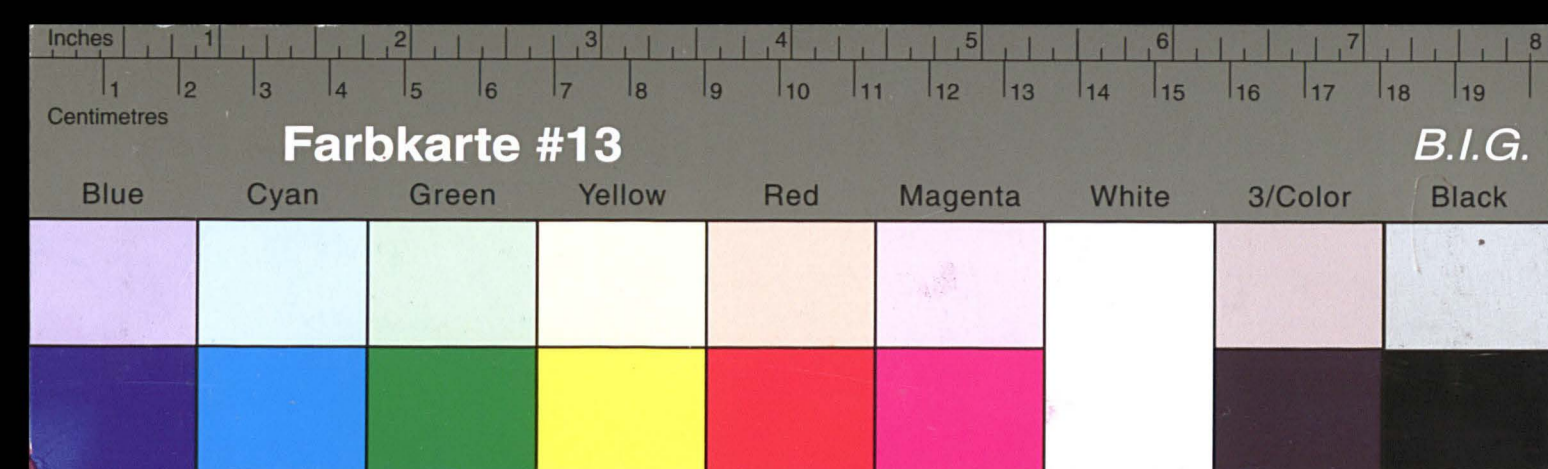 Inches 1 2 3 4 5 6 7 8
1 2 3 4 5 6 7 8 9 10 11 12 13 14 15 16 17 18 19
Centimetres
Farbkarte #13 B.I.G.
Blue Cyan Green Yellow Red Magenta White 3/Color Black